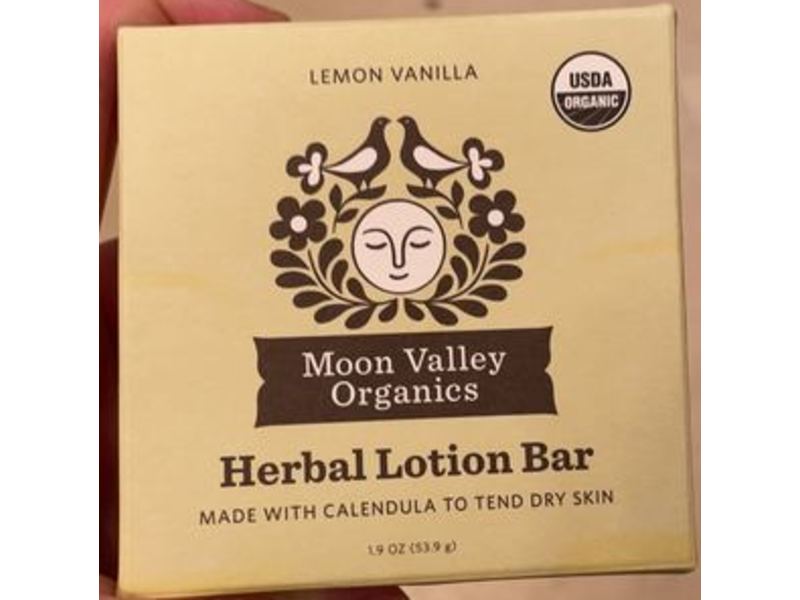 LEMON VANILLA
USDA
ORGANIC
Moon Valley
Organics
Herbal Lotion Bar
MADE WITH CALENDULA TO TEND DRY SKIN
1.9 OZ (53.9 g)